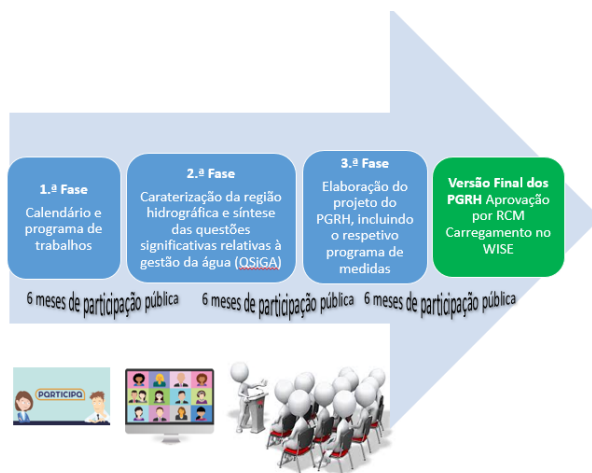 1.ª Fase
Calendário e
programa de
trabalhos
2.ª Fase
Caraterização da região
hidrográfica e síntese
das questões
significativas relativas à
gestão da água (QSiGA)
3.ª Fase
Elaboração do
projeto do
PGRH, incluindo
o respetivo
programa de
medidas
Versão Final dos
PGRH Aprovação
por RCM
Carregamento no
WISE
6 meses de participação pública
6 meses de participação pública
6 meses de participação pública
PARTICIPA